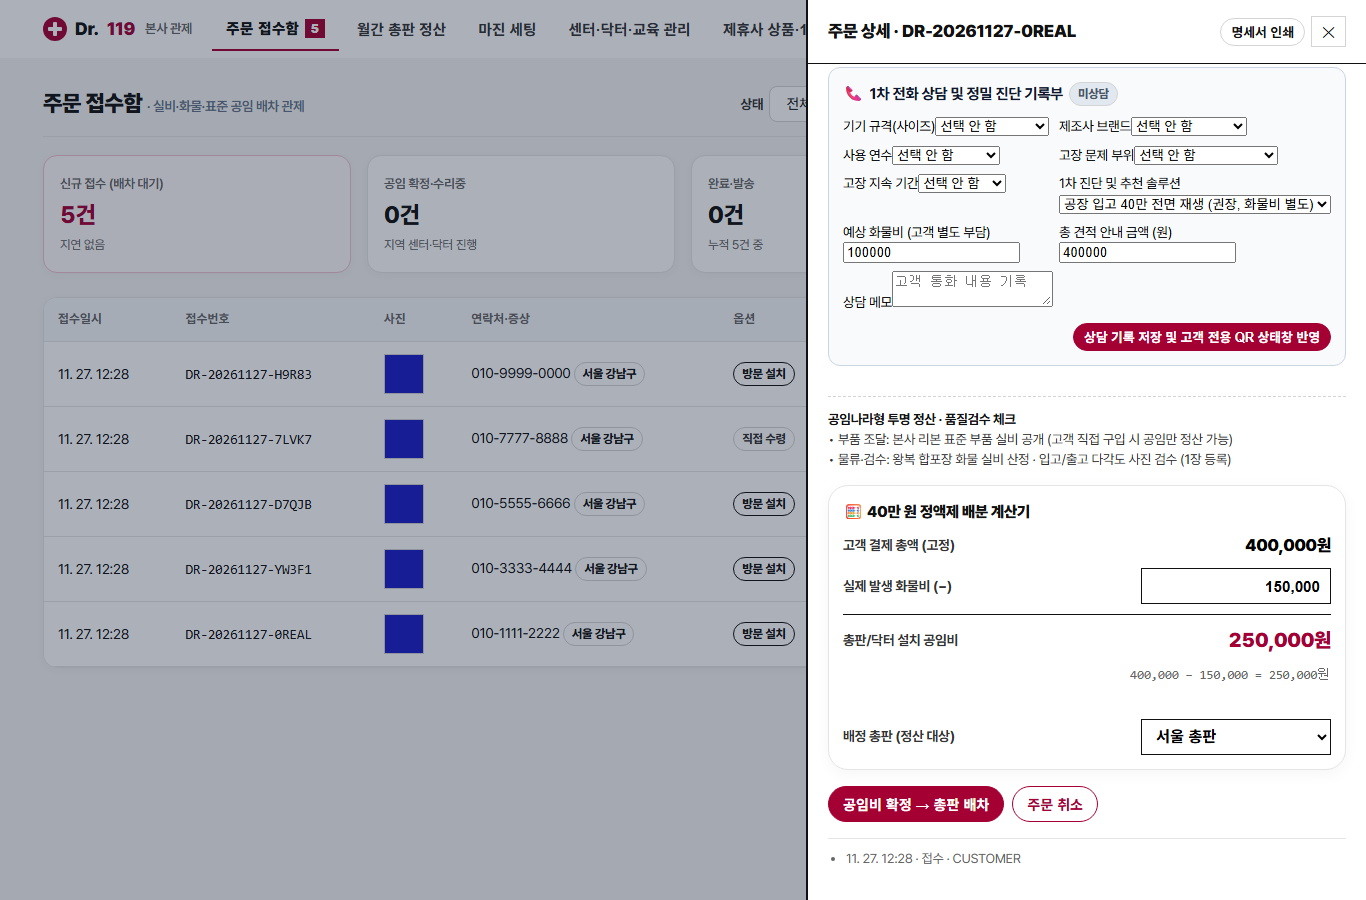 Dr. 119 본사 관제
주문 접수함 5
월간 총판 정산
마진 세팅
센터·닥터·교육 관리
제휴사 상품·1
주문 접수함 · 실비·화물·표준 공임 배차 관제
상태
전체
신규 접수 (배차 대기)
5건
지연 없음
공임 확정·수리중
0건
지역 센터·닥터 진행
완료·발송
0건
누적 5건 중
접수일시 접수번호 사진 연락처·증상 옵션
11. 27. 12:28 DR-20261127-H9R83 010-9999-0000 서울 강남구 방문 설치
11. 27. 12:28 DR-20261127-7LVK7 010-7777-8888 서울 강남구 직접 수령
11. 27. 12:28 DR-20261127-D7QJB 010-5555-6666 서울 강남구 방문 설치
11. 27. 12:28 DR-20261127-YW3F1 010-3333-4444 서울 강남구 방문 설치
11. 27. 12:28 DR-20261127-0REAL 010-1111-2222 서울 강남구 방문 설치
주문 상세 · DR-20261127-0REAL
명세서 인쇄
1차 전화 상담 및 정밀 진단 기록부 미상담
기기 규격(사이즈) 선택 안 함
제조사 브랜드 선택 안 함
사용 연수 선택 안 함
고장 문제 부위 선택 안 함
고장 지속 기간 선택 안 함
1차 진단 및 추천 솔루션
공장 입고 40만 전면 재생 (권장, 화물비 별도)
예상 화물비 (고객 별도 부담)
100000
총 견적 안내 금액 (원)
400000
상담 메모 고객 통화 내용 기록
상담 기록 저장 및 고객 전용 QR 상태창 반영
공임나라형 투명 정산 · 품질검수 체크
• 부품 조달: 본사 리본 표준 부품 실비 공개 (고객 직접 구입 시 공임만 정산 가능)
• 물류·검수: 왕복 합포장 화물 실비 산정 · 입고/출고 다각도 사진 검수 (1장 등록)
40만 원 정액제 배분 계산기
고객 결제 총액 (고정) 400,000원
실제 발생 화물비 (−) 150,000
총판/닥터 설치 공임비 250,000원
400,000 − 150,000 = 250,000원
배정 총판 (정산 대상) 서울 총판
공임비 확정 → 총판 배차
주문 취소
• 11. 27. 12:28 · 접수 · CUSTOMER